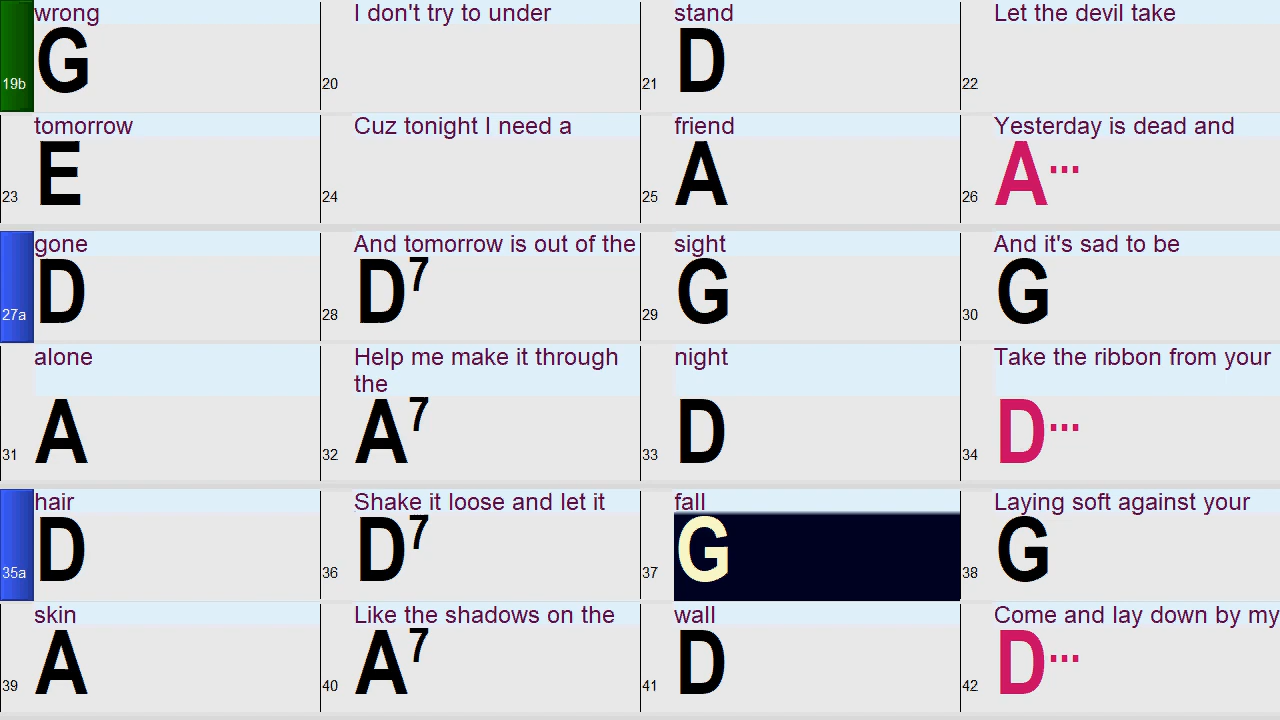 wrong I don't try to under stand Let the devil take
19b G 20 21 D 22
tomorrow Cuz tonight I need a friend Yesterday is dead and
23 E 24 25 A 26 A...
gone And tomorrow is out of the sight And it's sad to be
27a D 28 D7 29 G 30 G
alone Help me make it through the night Take the ribbon from your
31 A 32 A7 33 D 34 D...
hair Shake it loose and let it fall Laying soft against your
35a D 36 D7 37 G 38 G
skin Like the shadows on the wall Come and lay down by my
39 A 40 A7 41 D 42 D...